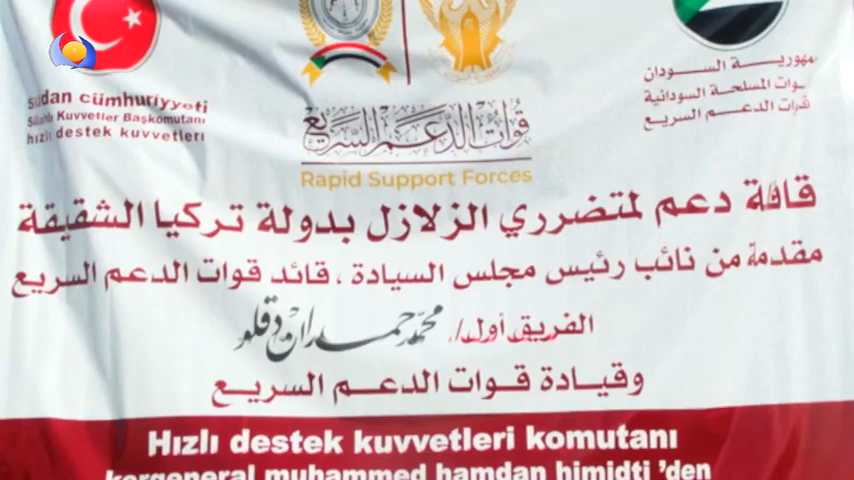 sudan cümhuriyyeti
Kuvvetler Başkomutanı
hızlı destek kuvvetleri
قوات الدعم السريع
Rapid Support Forces
جمهورية السودان
قوات المسلحة السودانية
قوات الدعم السريع
قافلة دعم لمتضرري الزلازل بدولة تركيا الشقيقة
مقدمة من نائب رئيس مجلس السيادة ، قائد قوات الدعم السريع
الفريق أول/ محمد حمدان دقلو
وقيادة قوات الدعم السريع
Hızlı destek kuvvetleri komutanı
korgeneral muhammed hamdan himidti 'den